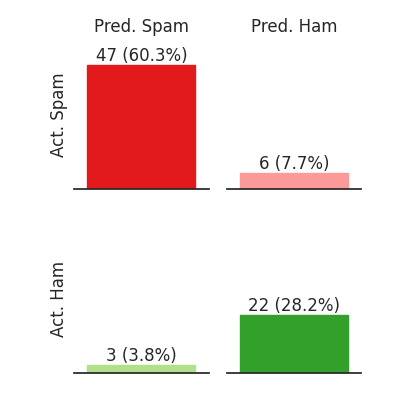 Pred. Spam
Pred. Ham
Act. Spam
47 (60.3%)
6 (7.7%)
Act. Ham
3 (3.8%)
22 (28.2%)